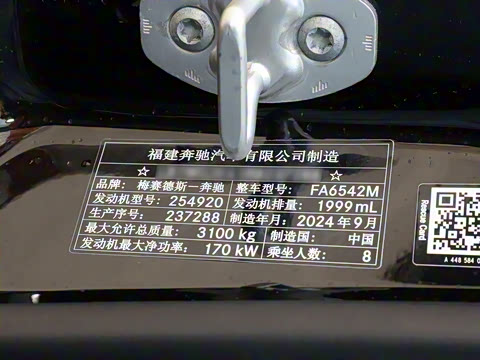 福建奔驰汽车有限公司制造
☆ ☆
品牌：梅赛德斯－奔驰 整车型号： FA6542M
发动机型号：254920 发动机排量：1999mL
生产序号： 237288 制造年月：2024年9月
最大允许总质量： 3100 kg 制造国： 中国
发动机最大净功率： 170 kW 乘坐人数： 8
Rescue Card
A 448 584 0